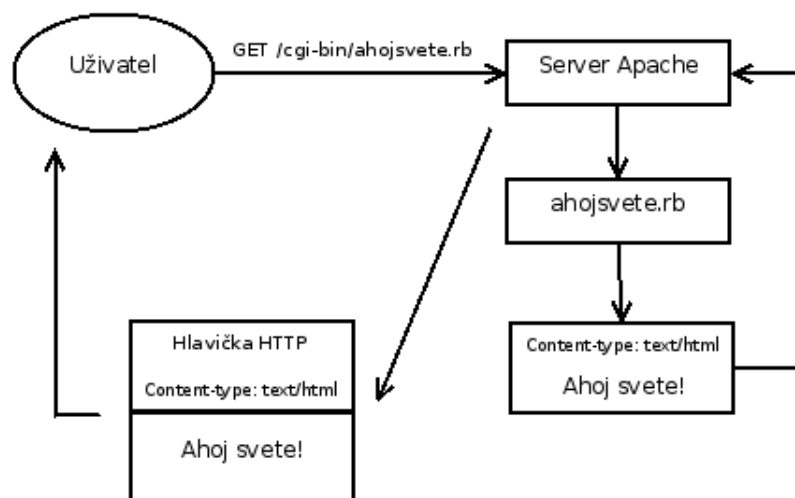 Uživatel
GET /cgi-bin/ahojsvete.rb
Server Apache
ahojsvete.rb
Content-type: text/html
Ahoj svete!
Hlavička HTTP
Content-type: text/html
Ahoj svete!